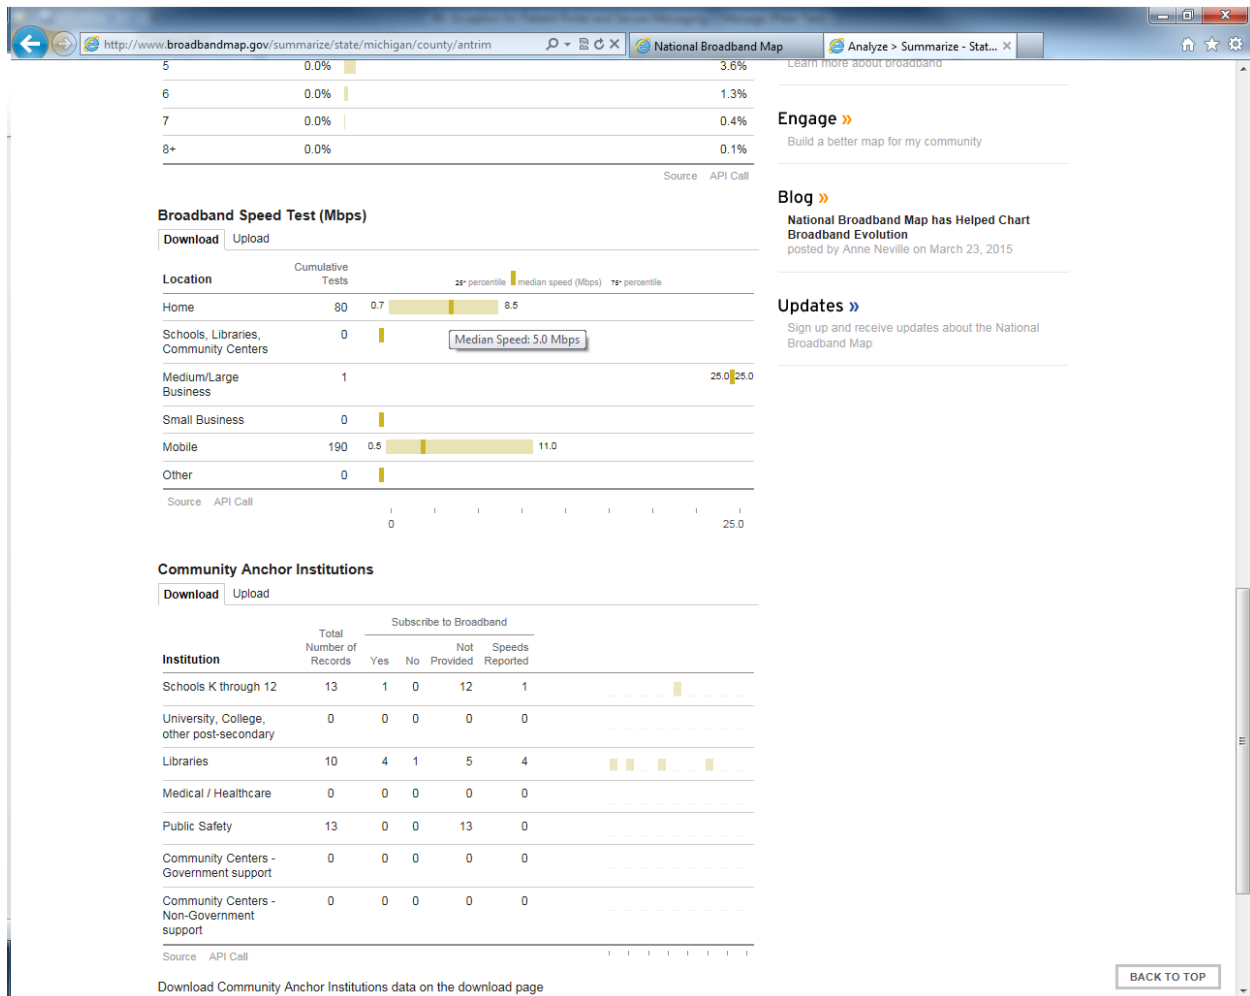 http://www.broadbandmap.gov/summarize/state/michigan/county/antrim
National Broadband Map
Analyze > Summarize - Stat...
5 0.0% 3.6%
6 0.0% 1.3%
7 0.0% 0.4%
8+ 0.0% 0.1%
Source API Call
Broadband Speed Test (Mbps)
Download Upload
Location Cumulative Tests 25th percentile median speed (Mbps) 75th percentile
Home 80 0.7 8.5
Schools, Libraries,
Community Centers 0
Median Speed: 5.0 Mbps
Medium/Large
Business 1 25.0 25.0
Small Business 0
Mobile 190 0.5 11.0
Other 0
Source API Call
0 25.0
Community Anchor Institutions
Download Upload
Subscribe to Broadband
Institution Total Number of Records Yes No Not Provided Speeds Reported
Schools K through 12 13 1 0 12 1
University, College,
other post-secondary 0 0 0 0 0
Libraries 10 4 1 5 4
Medical / Healthcare 0 0 0 0 0
Public Safety 13 0 0 13 0
Community Centers -
Government support 0 0 0 0 0
Community Centers -
Non-Government
support 0 0 0 0 0
Source API Call
Download Community Anchor Institutions data on the download page
Learn more about broadband
Engage »
Build a better map for my community
Blog »
National Broadband Map has Helped Chart
Broadband Evolution
posted by Anne Neville on March 23, 2015
Updates »
Sign up and receive updates about the National
Broadband Map
BACK TO TOP